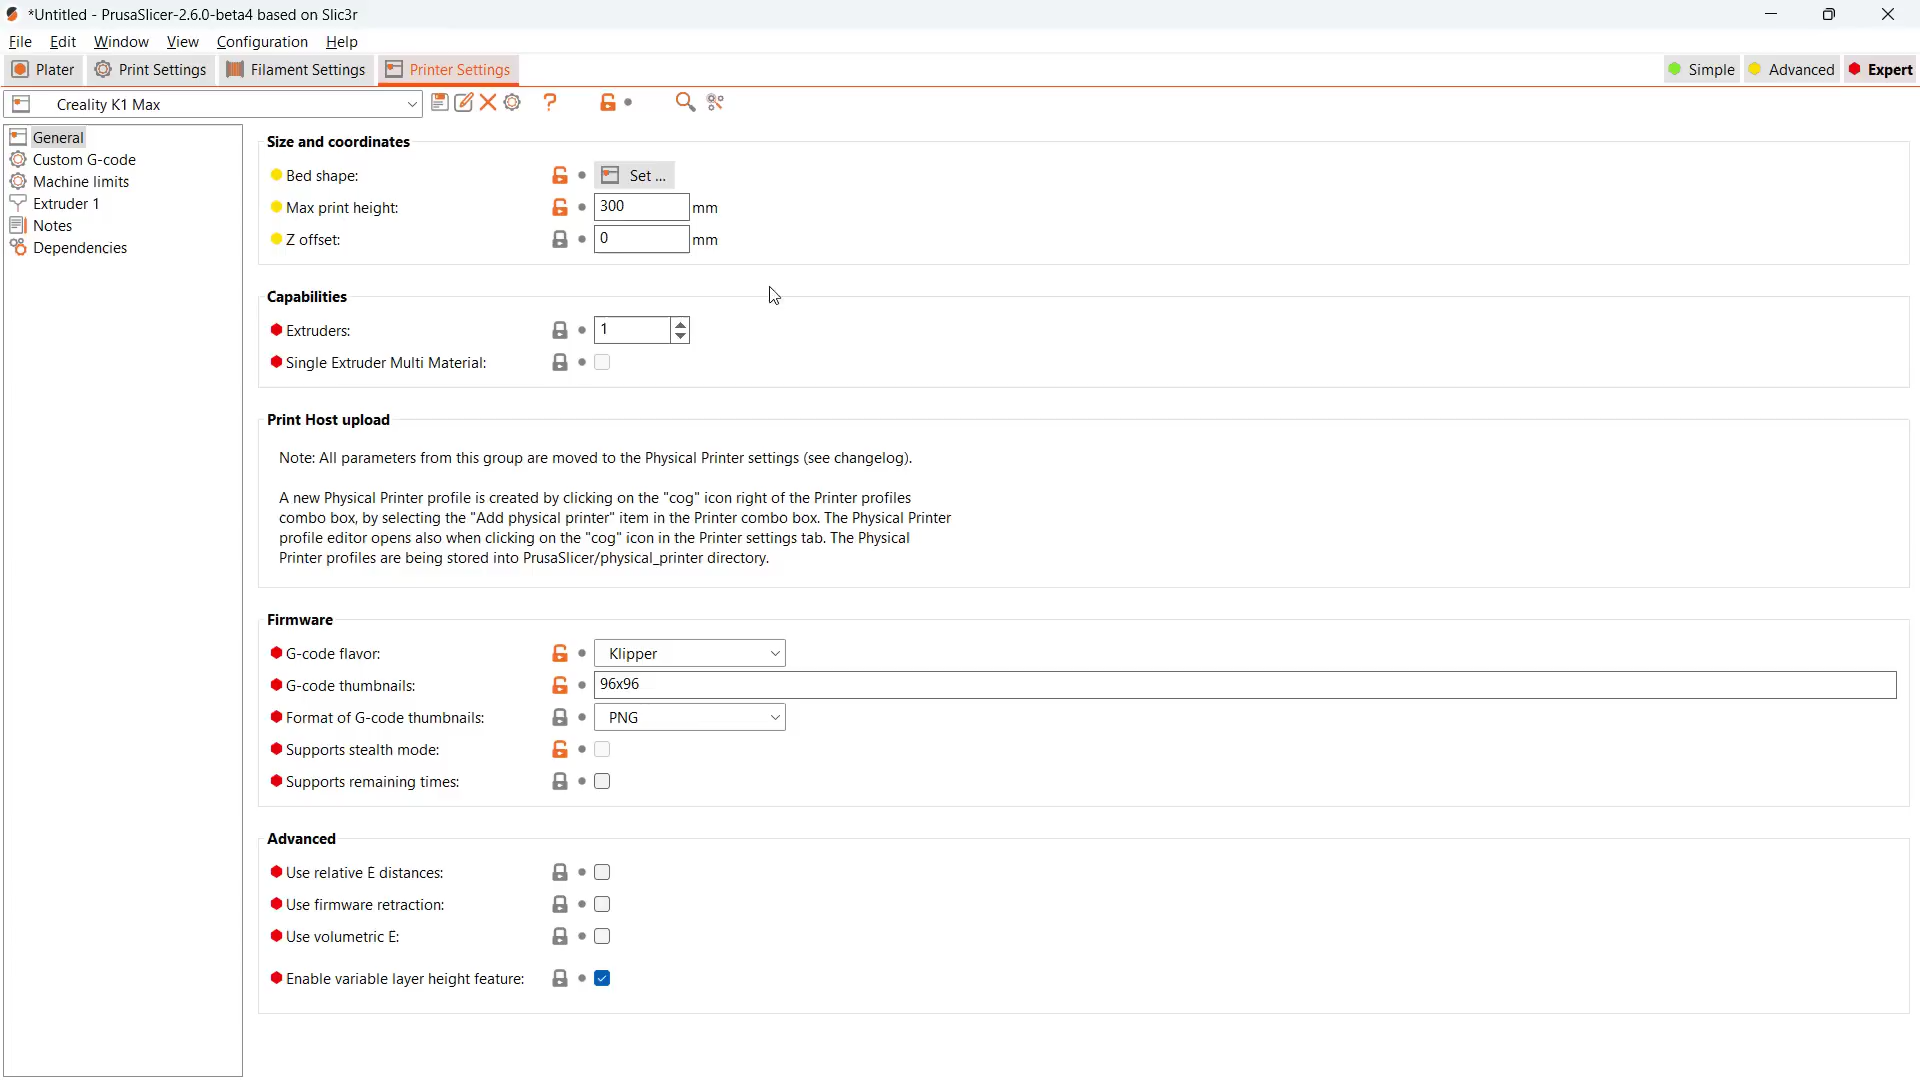 *Untitled - PrusaSlicer-2.6.0-beta4 based on Slic3r
File Edit Window View Configuration Help
Plater Print Settings Filament Settings Printer Settings Simple Advanced Expert
Creality K1 Max ?
General
Custom G-code
Machine limits
Extruder 1
Notes
Dependencies
Size and coordinates
Bed shape: Set ...
Max print height: 300 mm
Z offset: 0 mm
Capabilities
Extruders: 1
Single Extruder Multi Material:
Print Host upload
Note: All parameters from this group are moved to the Physical Printer settings (see changelog).
A new Physical Printer profile is created by clicking on the "cog" icon right of the Printer profiles
combo box, by selecting the "Add physical printer" item in the Printer combo box. The Physical Printer
profile editor opens also when clicking on the "cog" icon in the Printer settings tab. The Physical
Printer profiles are being stored into PrusaSlicer/physical_printer directory.
Firmware
G-code flavor: Klipper
G-code thumbnails: 96x96
Format of G-code thumbnails: PNG
Supports stealth mode:
Supports remaining times:
Advanced
Use relative E distances:
Use firmware retraction:
Use volumetric E:
Enable variable layer height feature: